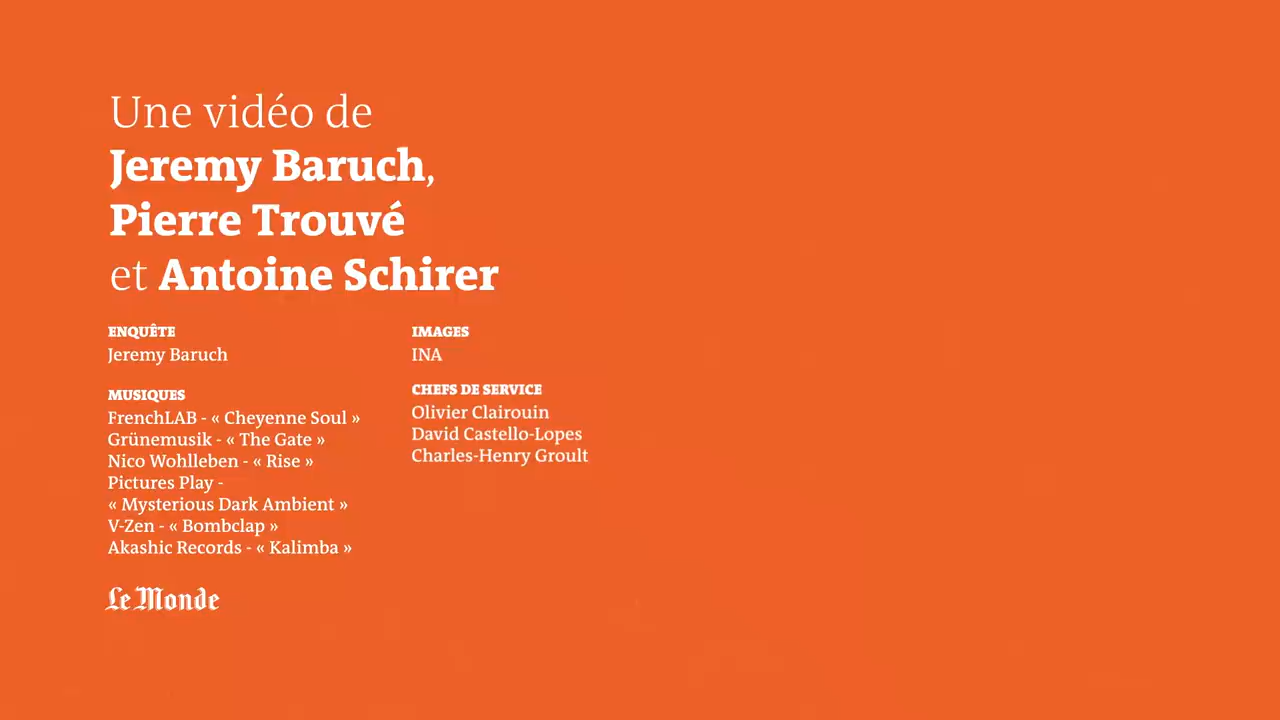 Une vidéo de
Jeremy Baruch,
Pierre Trouvé
et Antoine Schirer
ENQUÊTE
Jeremy Baruch
MUSIQUES
FrenchLAB - « Cheyenne Soul »
Grünemusik - « The Gate »
Nico Wohlleben - « Rise »
Pictures Play -
« Mysterious Dark Ambient »
V-Zen - « Bombclap »
Akashic Records - « Kalimba »
IMAGES
INA
CHEFS DE SERVICE
Olivier Clairouin
David Castello-Lopes
Charles-Henry Groult
Le Monde